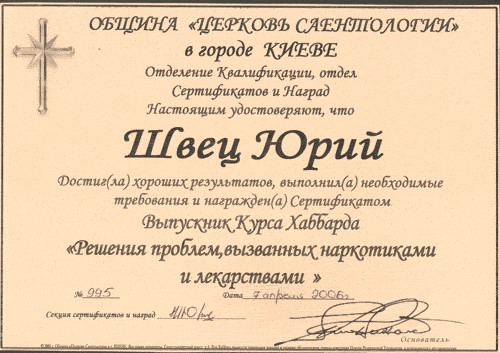 ОБЩИНА «ЦЕРКОВЬ САЕНТОЛОГИИ»
в городе КИЕВЕ
Отделение Квалификации, отдел
Сертификатов и Наград
Настоящим удостоверяют, что
Швец Юрий
Достиг(ла) хороших результатов, выполнил(а) необходимые
требования и награжден(а) Сертификатом
Выпускник Курса Хаббарда
«Решения проблем,вызванных наркотиками
и лекарствами »
№ 995 Дата 7 апреля 2006г
Секция сертификатов и наград
Основатель